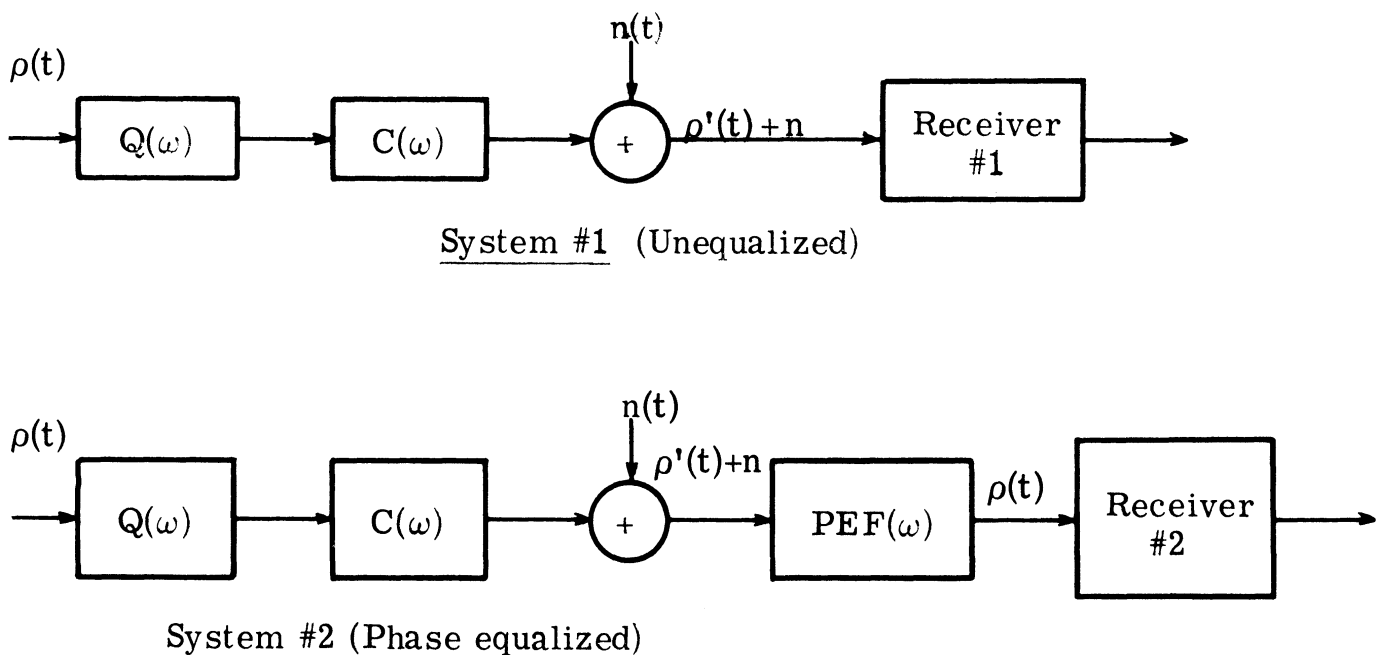 n(t)
ρ(t)
Q(ω)
C(ω)
+
ρ'(t) + n
Receiver
#1
System #1 (Unequalized)
n(t)
ρ(t)
ρ'(t)+n
Q(ω)
C(ω)
+
PEF(ω)
ρ(t)
Receiver
#2
System #2 (Phase equalized)